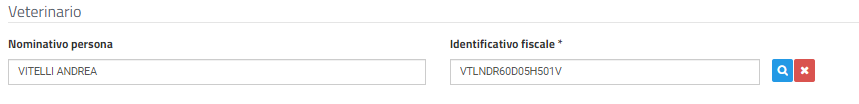 Veterinario
Nominativo persona
Identificativo fiscale *
VITELLI ANDREA
VTLNDR60D05H501V